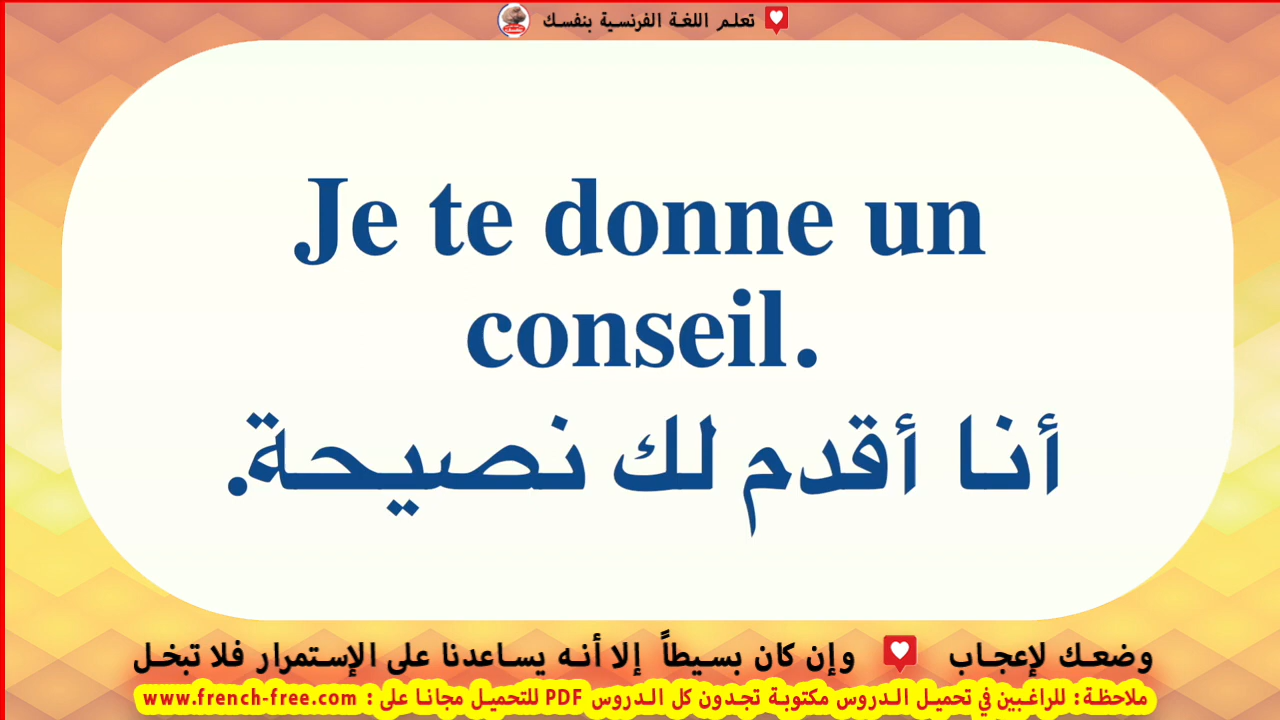 تعلم اللغة الفرنسية بنفسك
Je te donne un
conseil.
أنا أقدم لك نصيحة.
وضعك لإعجاب وإن كان بسيطاً إلا أنه يساعدنا على الإستمرار فلا تبخل
ملاحظة: للراغبين في تحميل الدروس مكتوبة تجدون كل الدروس PDF للتحميل مجانا على : www.french-free.com